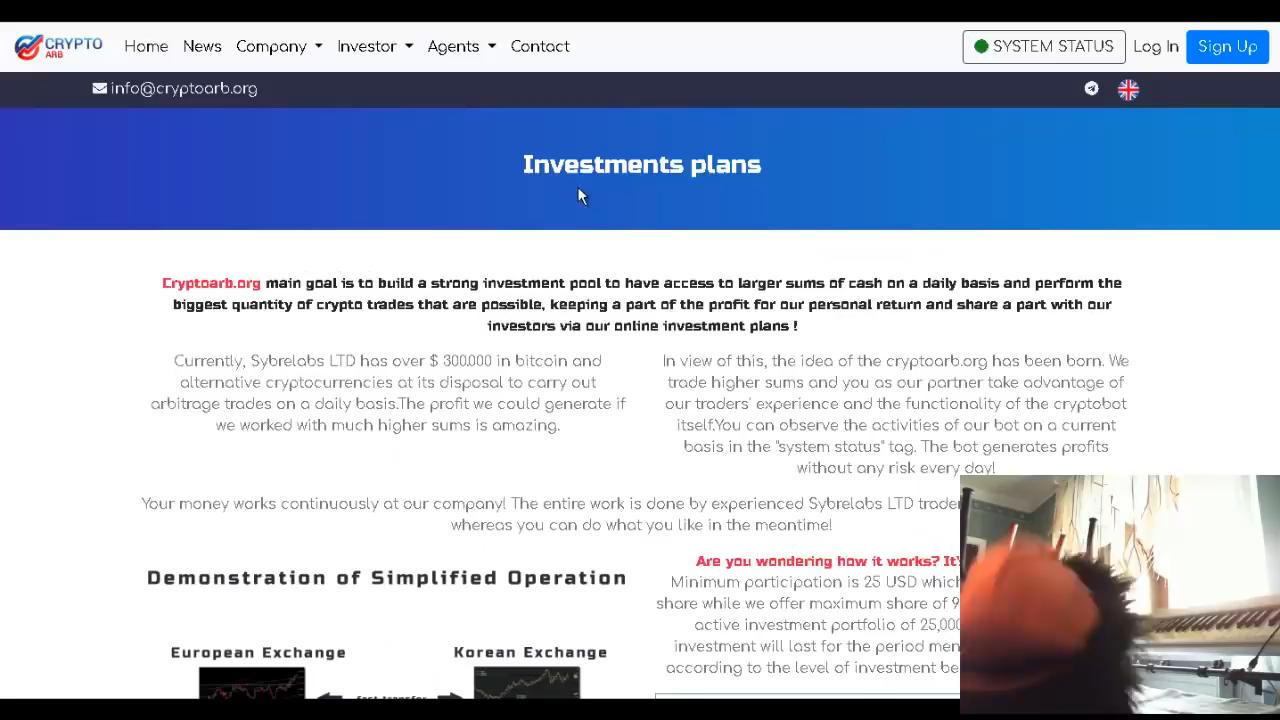 CRYPTO
ARB
Home News Company Investor Agents Contact SYSTEM STATUS Log In Sign Up
info@cryptoarb.org
Investments plans
Cryptoarb.org main goal is to build a strong investment pool to have access to larger sums of cash on a daily basis and perform the
biggest quantity of crypto trades that are possible, keeping a part of the profit for our personal return and share a part with our
investors via our online investment plans !
Currently, Sybrelabs LTD has over $ 300.000 in bitcoin and
alternative cryptocurrencies at its disposal to carry out
arbitrage trades on a daily basis.The profit we could generate if
we worked with much higher sums is amazing.
In view of this, the idea of the cryptoarb.org has been born. We
trade higher sums and you as our partner take advantage of
our traders' experience and the functionality of the cryptobot
itself.You can observe the activities of our bot on a current
basis in the "system status" tag. The bot generates profits
without any risk every day!
Your money works continuously at our company! The entire work is done by experienced Sybrelabs LTD trader
whereas you can do what you like in the meantime!
Demonstration of Simplified Operation
European Exchange Korean Exchange
fast transfer
Are you wondering how it works? It'
Minimum participation is 25 USD which
share while we offer maximum share of 9
active investment portfolio of 25,000
investment will last for the period men
according to the level of investment be